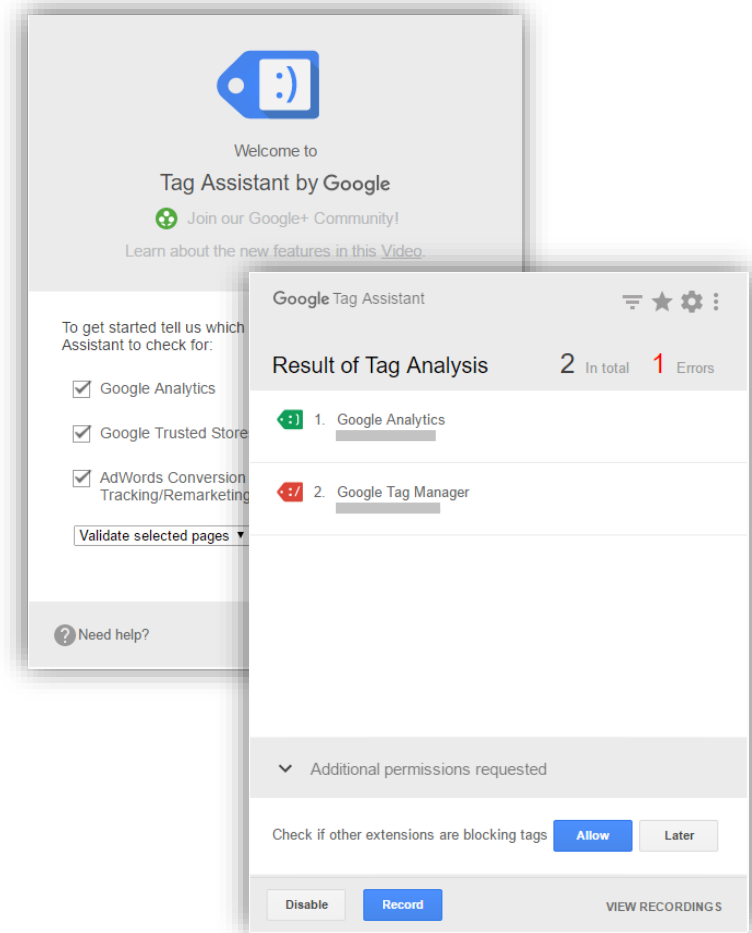 :)
Welcome to
Tag Assistant by Google
Join our Google+ Community!
Learn about the new features in this Video.
To get started tell us which
Assistant to check for:
Google Analytics
Google Trusted Store
AdWords Conversion
Tracking/Remarketing
Validate selected pages
Need help?
Google Tag Assistant
Result of Tag Analysis 2 In total 1 Errors
:) 1. Google Analytics
:/ 2. Google Tag Manager
Additional permissions requested
Check if other extensions are blocking tags Allow Later
Disable Record VIEW RECORDINGS